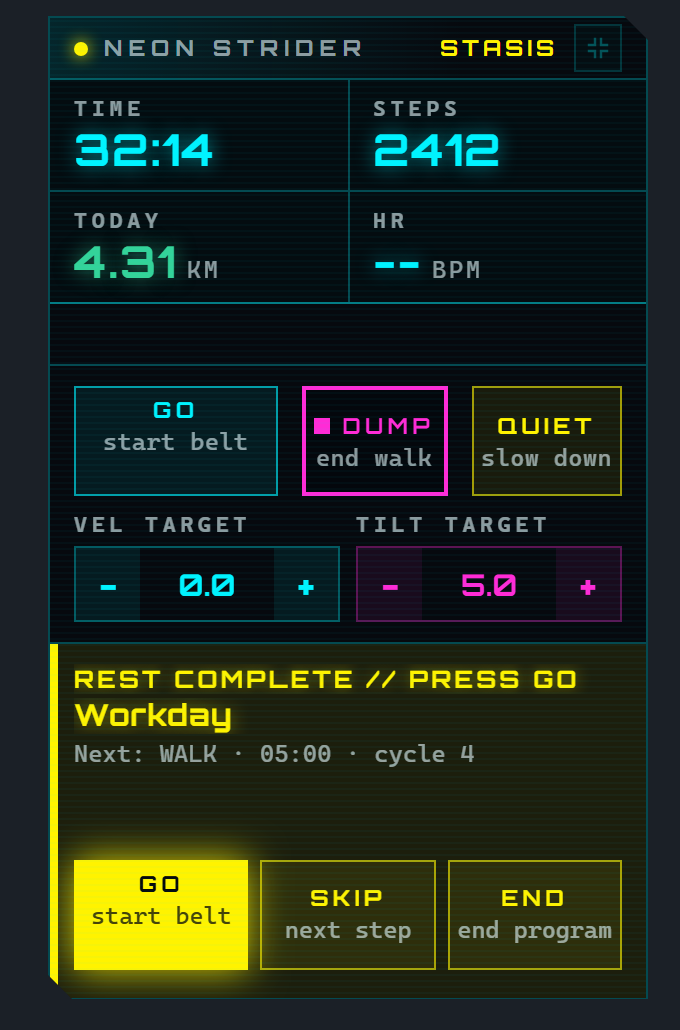 NEON STRIDER STASIS
TIME STEPS
32:14 2412
TODAY HR
4.31 KM -- BPM
GO DUMP QUIET
start belt end walk slow down
VEL TARGET TILT TARGET
- 0.0 + - 5.0 +
REST COMPLETE // PRESS GO
Workday
Next: WALK · 05:00 · cycle 4
GO SKIP END
start belt next step end program